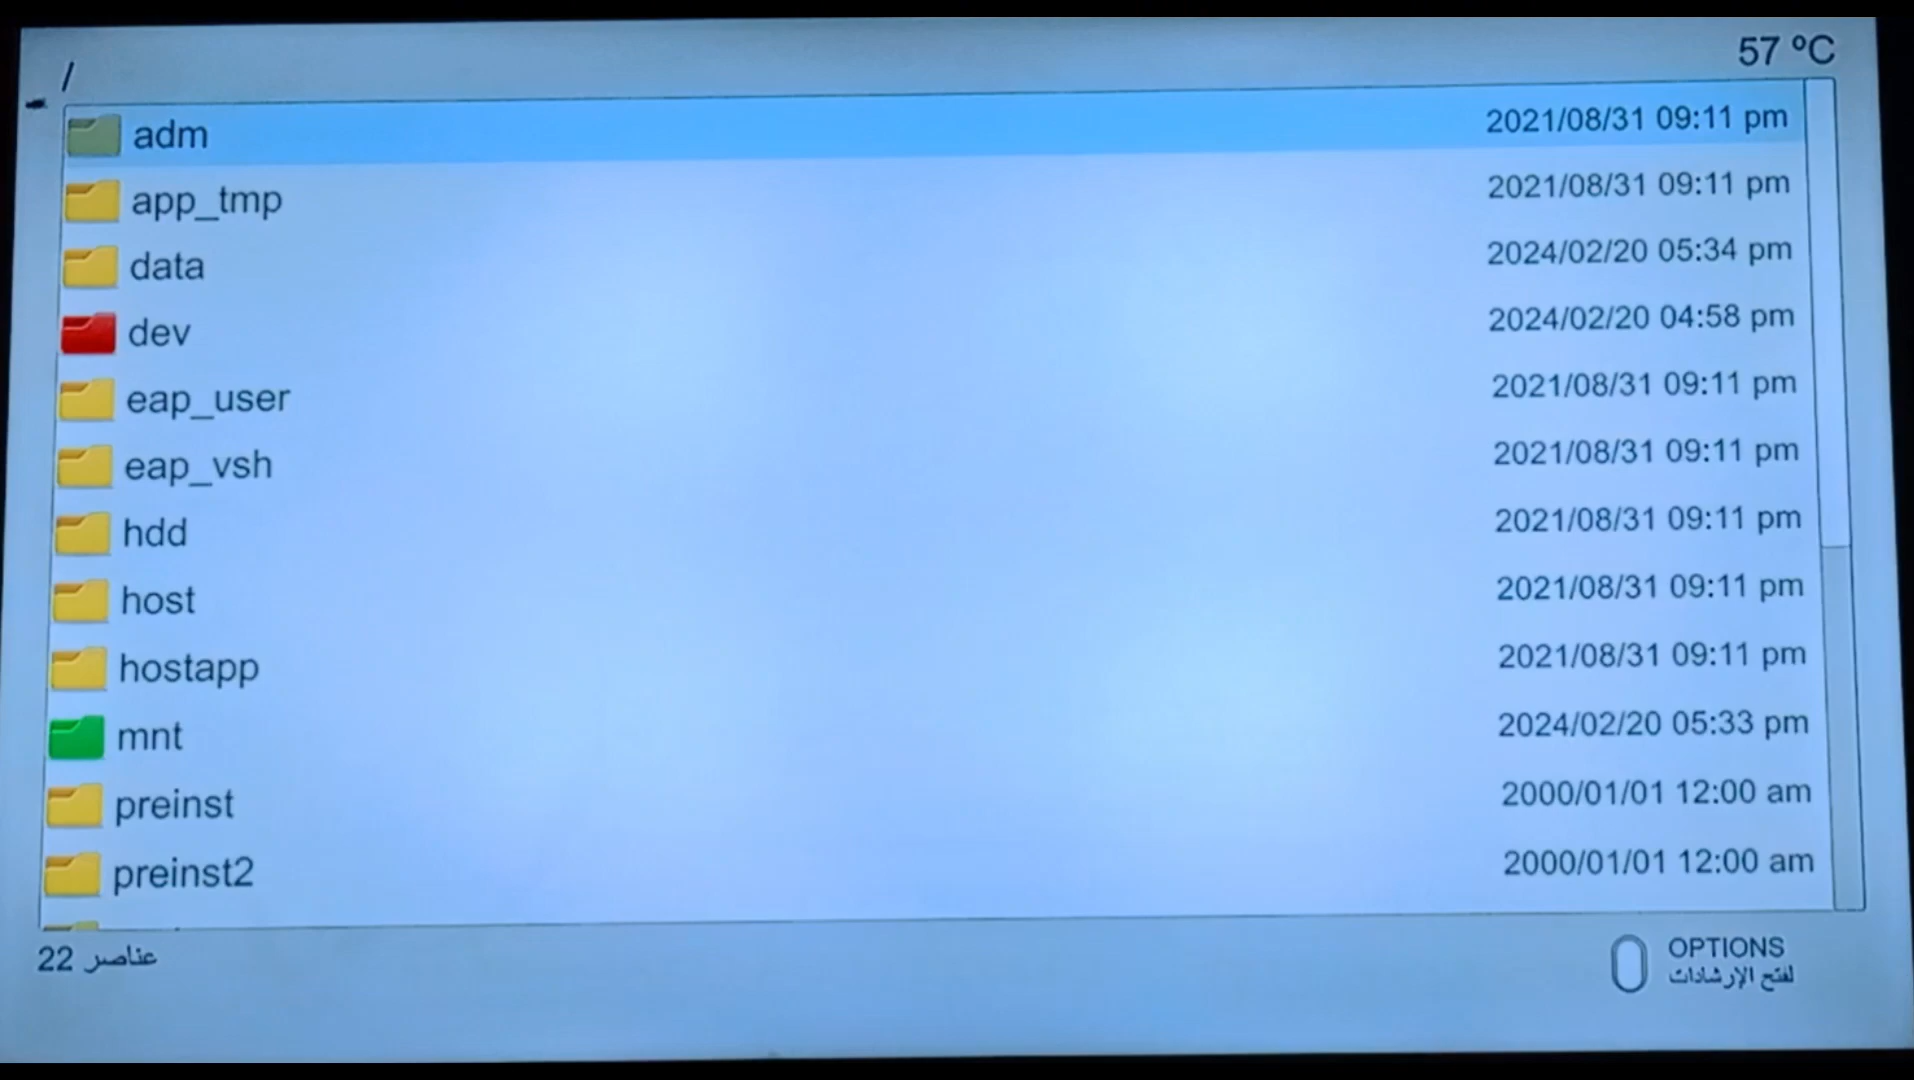 57 ºC
/
adm 2021/08/31 09:11 pm
app_tmp 2021/08/31 09:11 pm
data 2024/02/20 05:34 pm
dev 2024/02/20 04:58 pm
eap_user 2021/08/31 09:11 pm
eap_vsh 2021/08/31 09:11 pm
hdd 2021/08/31 09:11 pm
host 2021/08/31 09:11 pm
hostapp 2021/08/31 09:11 pm
mnt 2024/02/20 05:33 pm
preinst 2000/01/01 12:00 am
preinst2 2000/01/01 12:00 am
22 عناصر
OPTIONS
لفتح الإرشادات